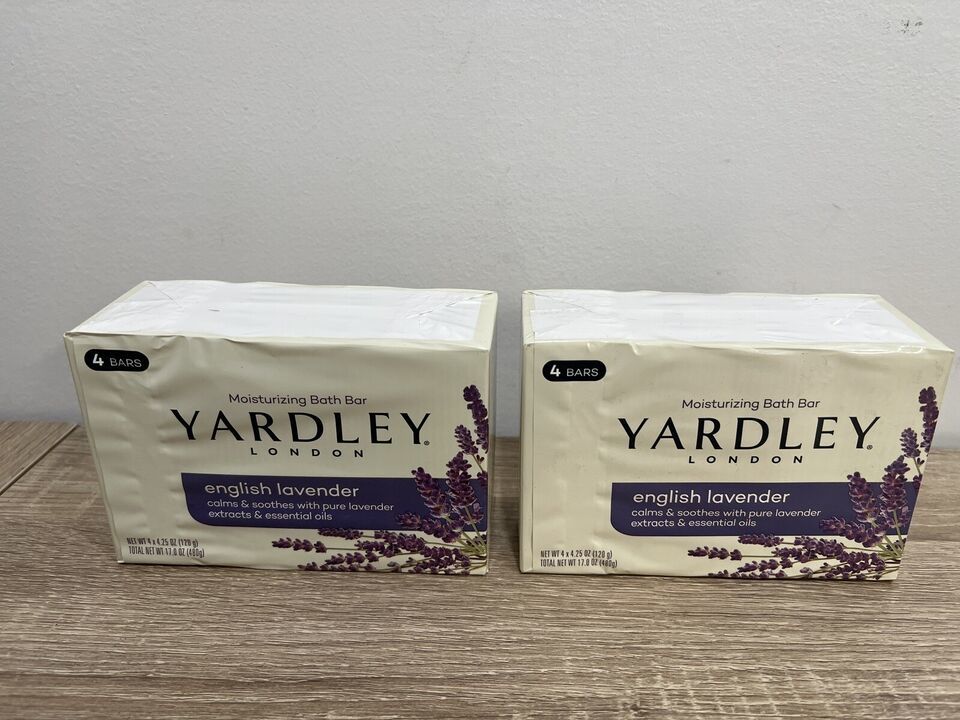 4 BARS
Moisturizing Bath Bar
YARDLEY®
LONDON
english lavender
calms & soothes with pure lavender
extracts & essential oils
NET WT 4 x 4.25 OZ (120 g)
TOTAL NET WT 17.0 OZ (480g)
4 BARS
Moisturizing Bath Bar
YARDLEY®
LONDON
english lavender
calms & soothes with pure lavender
extracts & essential oils
NET WT 4 x 4.25 OZ (120 g)
TOTAL NET WT 17.0 OZ (480g)